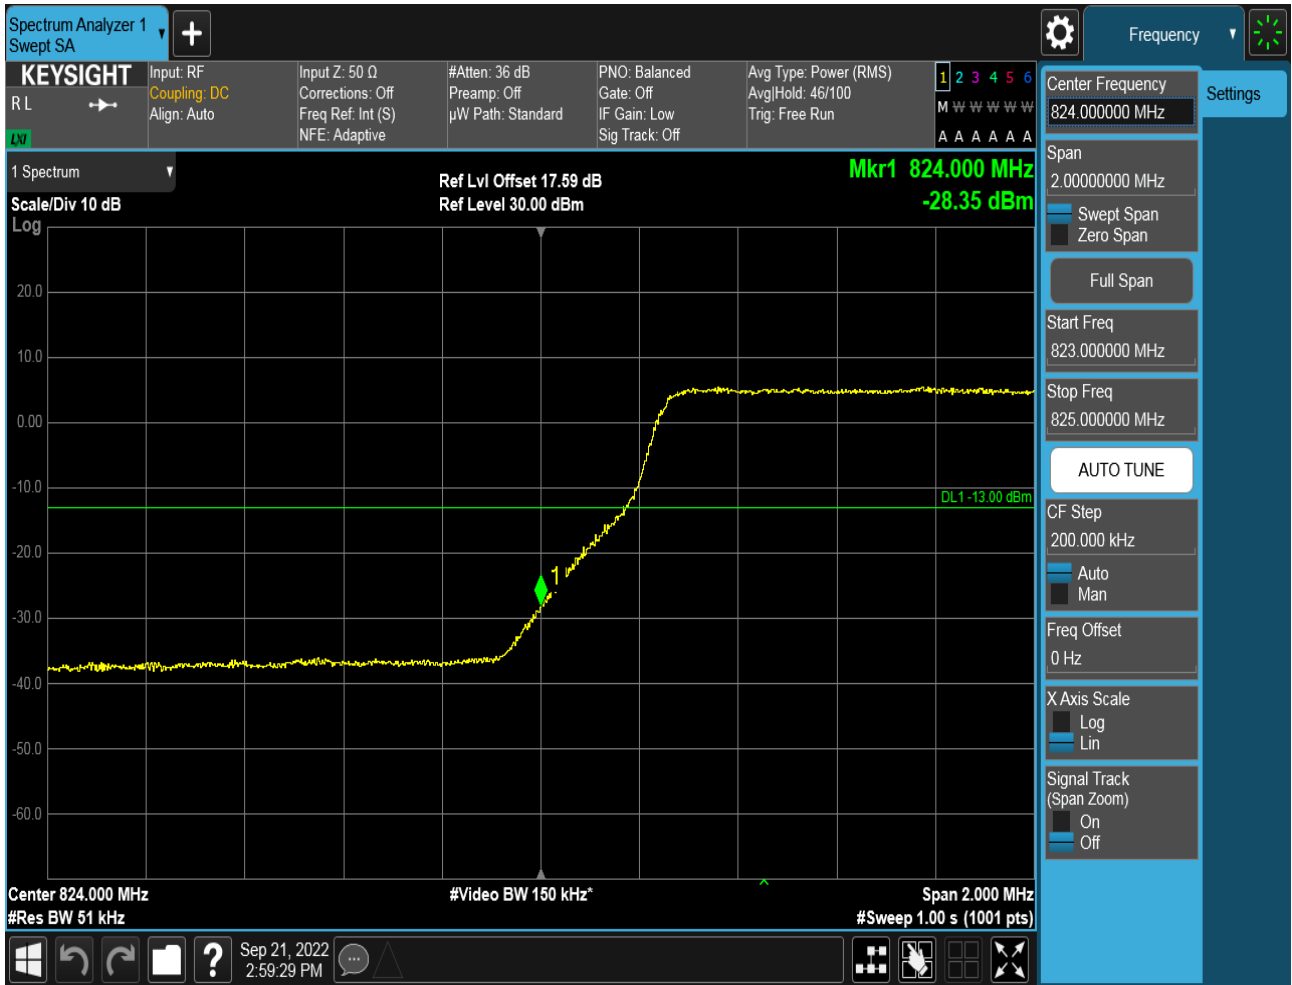 Spectrum Analyzer 1
Swept SA
Frequency
KEYSIGHT
R L
LXI
Input: RF
Coupling: DC
Align: Auto
Input Z: 50 Ω
Corrections: Off
Freq Ref: Int (S)
NFE: Adaptive
#Atten: 36 dB
Preamp: Off
µW Path: Standard
PNO: Balanced
Gate: Off
IF Gain: Low
Sig Track: Off
Avg Type: Power (RMS)
Avg|Hold: 46/100
Trig: Free Run
1 2 3 4 5 6
M W W W W W
A A A A A A
1 Spectrum
Scale/Div 10 dB
Log
Ref Lvl Offset 17.59 dB
Ref Level 30.00 dBm
Mkr1 824.000 MHz
-28.35 dBm
20.0
10.0
0.00
-10.0
DL1 -13.00 dBm
-20.0
1
-30.0
-40.0
-50.0
-60.0
Center 824.000 MHz
#Res BW 51 kHz
#Video BW 150 kHz*
Span 2.000 MHz
#Sweep 1.00 s (1001 pts)
Center Frequency
824.000000 MHz
Settings
Span
2.00000000 MHz
Swept Span
Zero Span
Full Span
Start Freq
823.000000 MHz
Stop Freq
825.000000 MHz
AUTO TUNE
CF Step
200.000 kHz
Auto
Man
Freq Offset
0 Hz
X Axis Scale
Log
Lin
Signal Track
(Span Zoom)
On
Off
?
Sep 21, 2022
2:59:29 PM